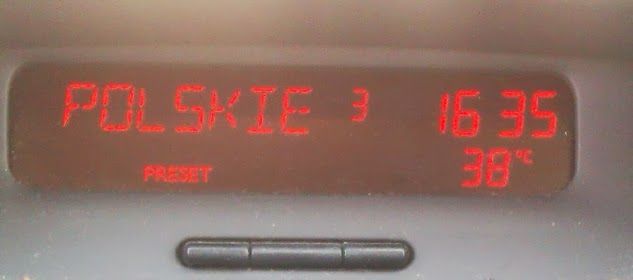 POLSKIE 3 16 35
PRESET 38°C